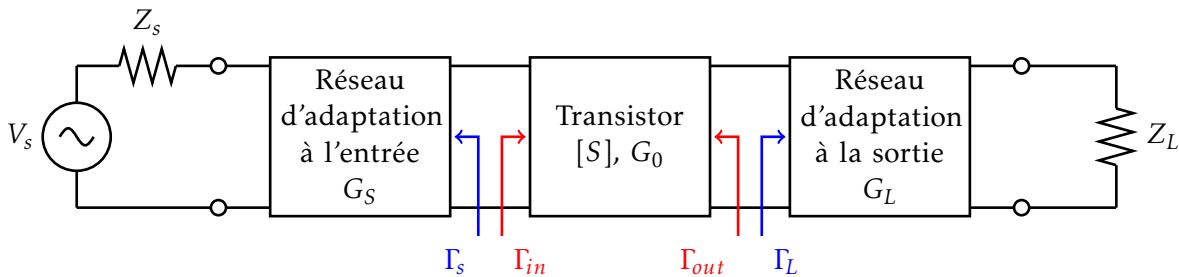 Z_s
V_s
Réseau
d'adaptation
à l'entrée
G_S
Transistor
[S], G_0
Réseau
d'adaptation
à la sortie
G_L
Z_L
Γ_s
Γ_in
Γ_out
Γ_L